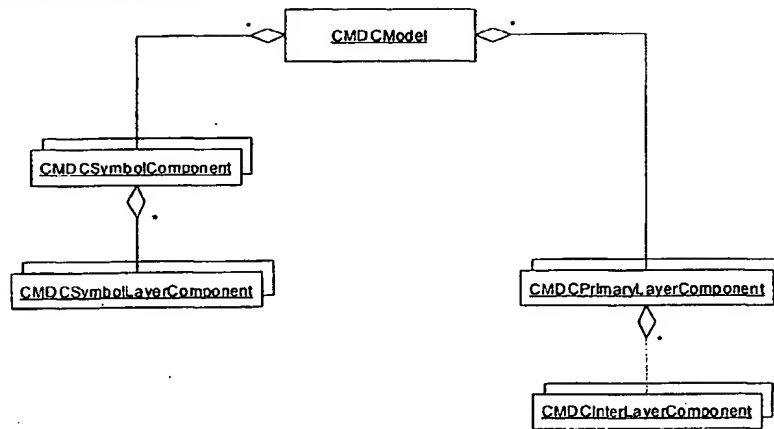 CMDCModel
*
*
CMDCSymbolComponent
*
CMDCSymbolLayerComponent
CMDCPrimaryLayerComponent
*
CMDCInterLayerComponent